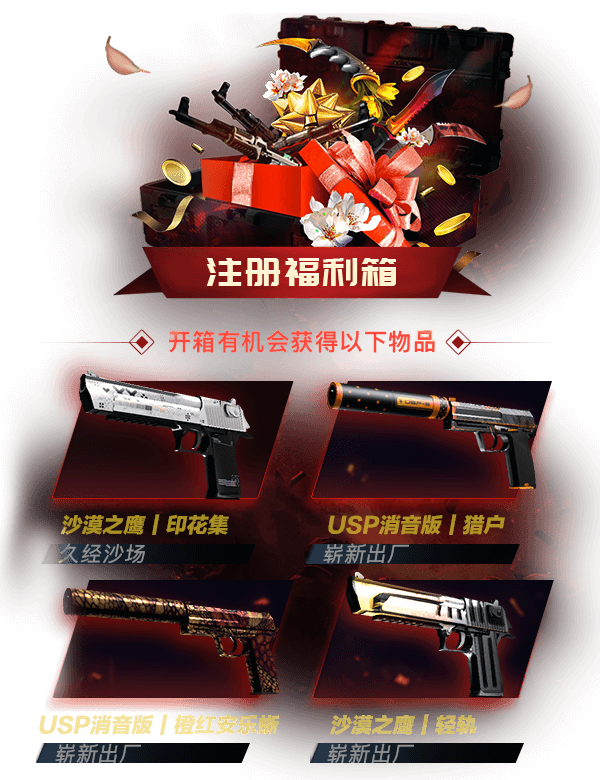 注册福利箱
开箱有机会获得以下物品
沙漠之鹰 | 印花集
久经沙场
USP消音版 | 猎户
崭新出厂
USP消音版 | 橙红安乐蜥
崭新出厂
沙漠之鹰 | 轻轨
崭新出厂